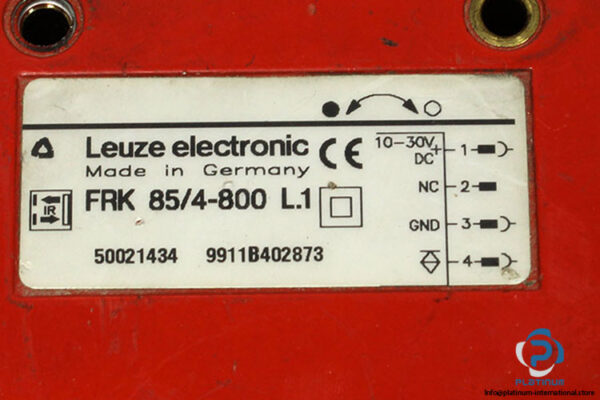 Leuze electronic CE
Made in Germany
IR FRK 85/4-800 L.1
50021434 9911B402873
10-30V DC + 1
NC 2
GND 3
4
PLATINUM
Info@platinum-international.store